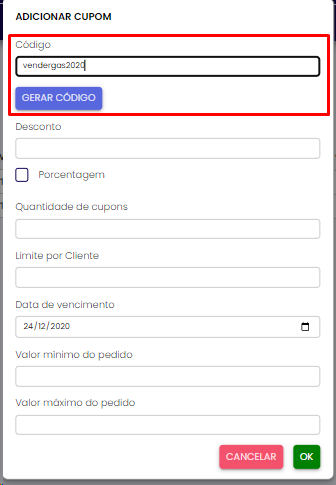 ADICIONAR CUPOM
Código
vendergas2020
GERAR CÓDIGO
Desconto
Porcentagem
Quantidade de cupons
Limite por Cliente
Data de vencimento
24/12/2020
Valor mínimo do pedido
Valor máximo do pedido
CANCELAR OK